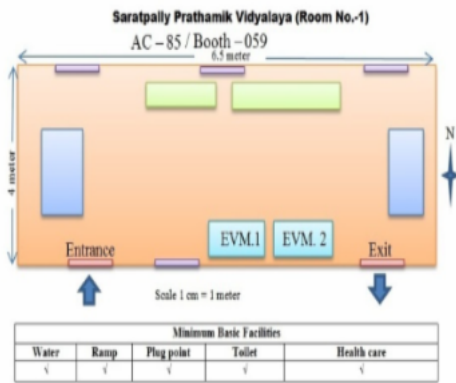 Saratpally Prathamik Vidyalaya (Room No.-1)
AC – 85 / Booth – 059
6.5 meter
4 meter
N
EVM.1 EVM. 2
Entrance Exit
Scale 1 cm = 1 meter
Minimum Basic Facilities
Water Ramp Plug point Toilet Health care
√ √ √ √ √